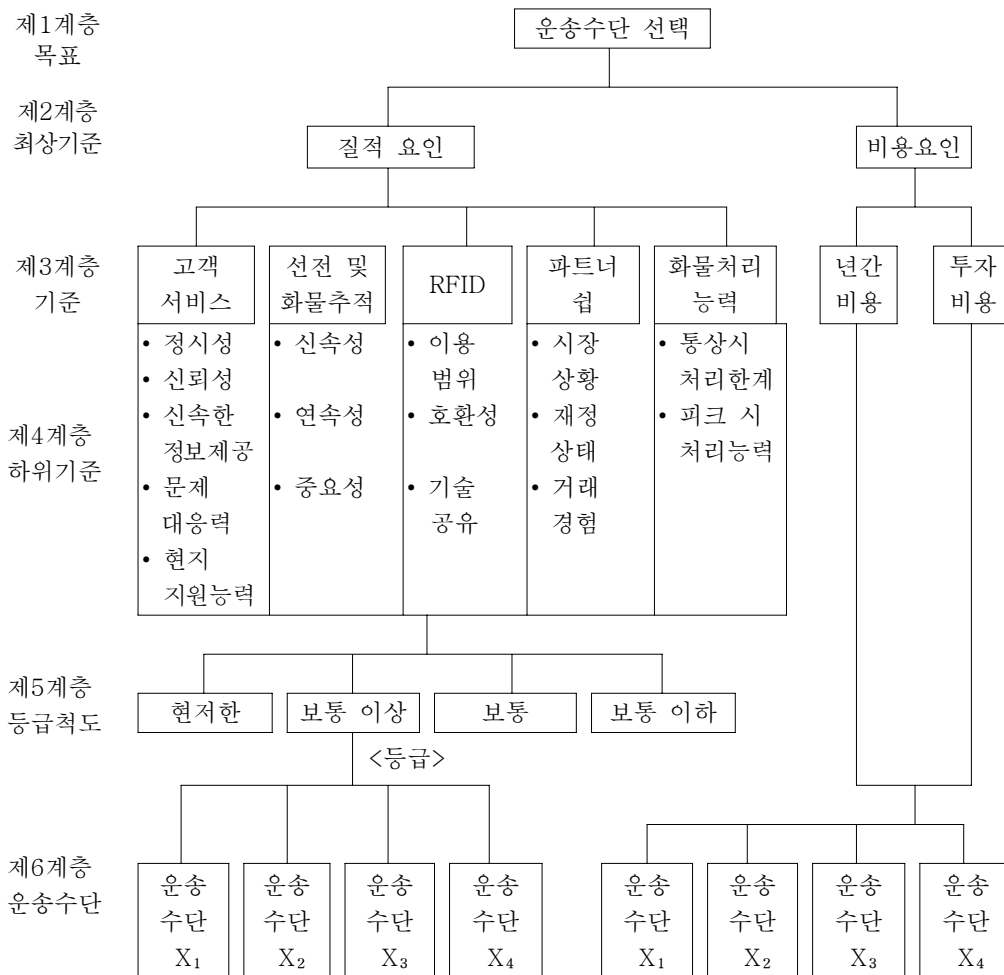 제1계층
목표
운송수단 선택
제2계층
최상기준
질적 요인
비용요인
제3계층
기준
고객
서비스
선전 및
화물추적
RFID
파트너
쉽
화물처리
능력
년간
비용
투자
비용
제4계층
하위기준
• 정시성
• 신뢰성
• 신속한
정보제공
• 문제
대응력
• 현지
지원능력
• 신속성
• 연속성
• 중요성
• 이용
범위
• 호환성
• 기술
공유
• 시장
상황
• 재정
상태
• 거래
경험
• 통상시
처리한계
• 피크 시
처리능력
제5계층
등급척도
현저한
보통 이상
보통
보통 이하
<등급>
제6계층
운송수단
운송
수단
X₁
운송
수단
X₂
운송
수단
X₃
운송
수단
X₄
운송
수단
X₁
운송
수단
X₂
운송
수단
X₃
운송
수단
X₄